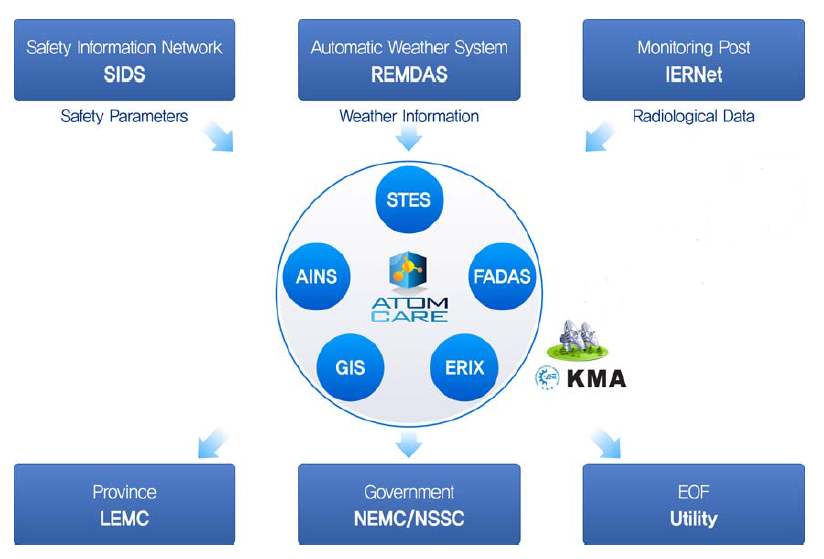 Safety Information Network
SIDS
Automatic Weather System
REMDAS
Monitoring Post
IERNet
Safety Parameters
Weather Information
Radiological Data
STES
AINS
FADAS
ATOM
CARE
GIS
ERIX
KMA
Province
LEMC
Government
NEMC/NSSC
EOF
Utility